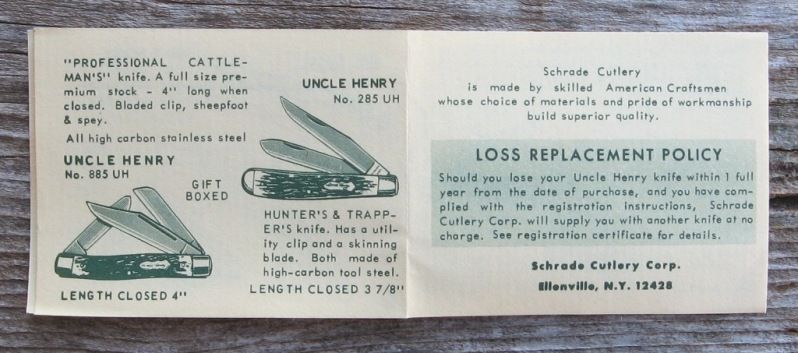 "PROFESSIONAL CATTLE-
MAN'S" knife. A full size pre-
mium stock - 4" long when
closed. Bladed clip, sheepfoot
& spey.
All high carbon stainless steel
UNCLE HENRY
No. 885 UH
GIFT
BOXED
LENGTH CLOSED 4"
UNCLE HENRY
No. 285 UH
HUNTER'S & TRAPP-
ER'S knife. Has a util-
ity clip and a skinning
blade. Both made of
high-carbon tool steel.
LENGTH CLOSED 3 7/8"
Schrade Cutlery
is made by skilled American Craftsmen
whose choice of materials and pride of workmanship
build superior quality.
LOSS REPLACEMENT POLICY
Should you lose your Uncle Henry knife within 1 full
year from the date of purchase, and you have com-
plied with the registration instructions, Schrade
Cutlery Corp. will supply you with another knife at no
charge. See registration certificate for details.
Schrade Cutlery Corp.
Ellenville, N.Y. 12428